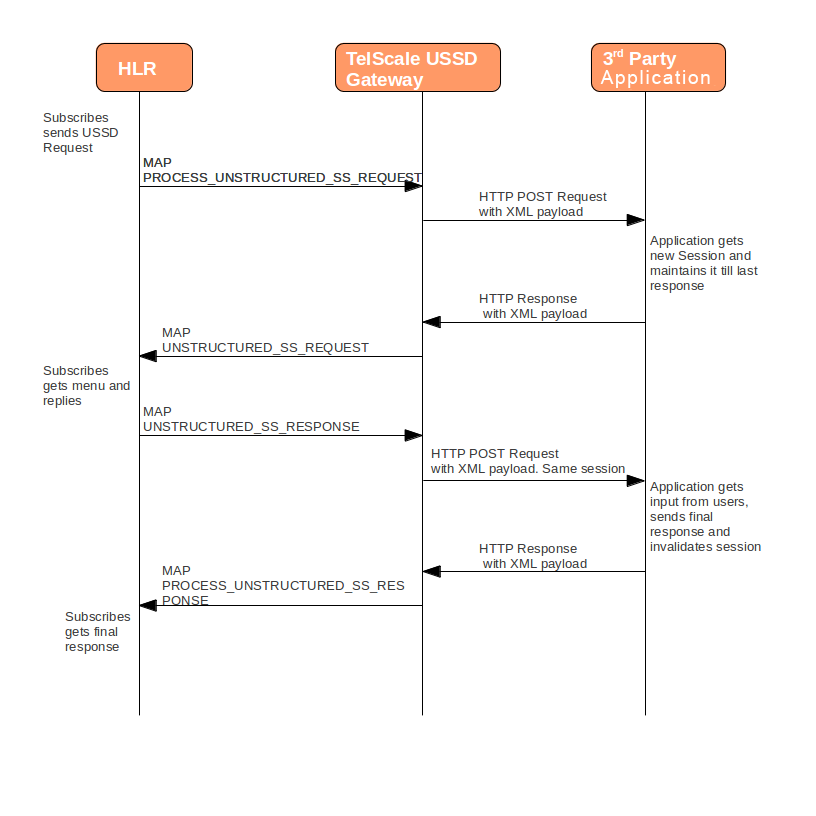 HLR
TelScale USSD
Gateway
3rd Party
Application
Subscribes
sends USSD
Request
MAP
PROCESS_UNSTRUCTURED_SS_REQUEST
HTTP POST Request
with XML payload
Application gets
new Session and
maintains it till last
response
HTTP Response
with XML payload
MAP
UNSTRUCTURED_SS_REQUEST
Subscribes
gets menu and
replies
MAP
UNSTRUCTURED_SS_RESPONSE
HTTP POST Request
with XML payload. Same session
Application gets
input from users,
sends final
response and
invalidates session
HTTP Response
with XML payload
MAP
PROCESS_UNSTRUCTURED_SS_RES
PONSE
Subscribes
gets final
response